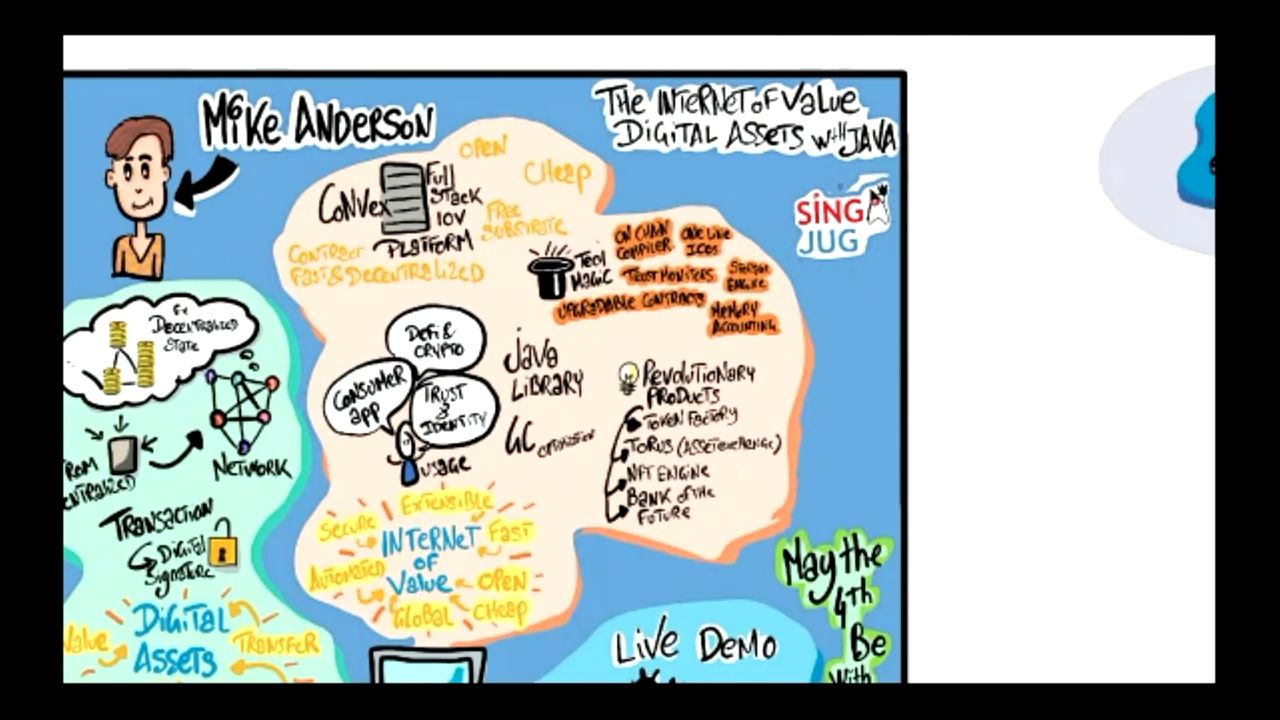 MIKE ANDERSON
THE INTERNET OF VALUE
DIGITAL ASSETS with JAVA
SING
JUG
OPEN
CHEAP
CONVEX
FULL
STACK
IOV
PLATFORM
FREE
SUBSTRATE
CONTRACT
FAST & DECENTRALIZED
TECH
MAGIC
ON CHAIN
COMPILER
ONE LINE
ICOS
TRUST MONITORS
STORAGE
ENGINE
UPGRADABLE CONTRACTS
MEMORY
ACCOUNTING
DECENTRALIZED
STATE
NETWORK
TRANSACTION
DIGITAL
SIGNATURE
DIGITAL
ASSETS
Value
TRANSFER
DEFI &
CRYPTO
CONSUMER
app
TRUST
&
IDENTITY
USAGE
Java
LIBRARY
GC
OPTIMIZATION
REVOLUTIONARY
PRODUCTS
TOKEN FACTORY
TORUS (ASSET EXCHANGE)
NFT ENGINE
BANK OF THE
FUTURE
EXTENSIBLE
SECURE
FAST
INTERNET
OF
Value
AUTOMATED
OPEN
GLOBAL
CHEAP
LIVE DEMO
May the
4th
Be
With